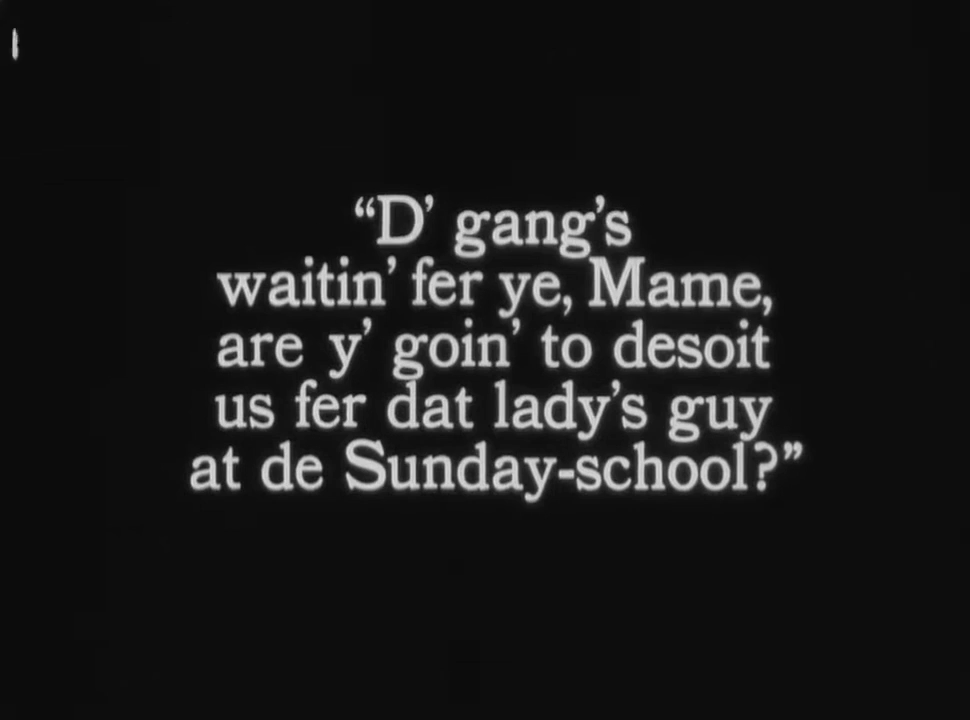 “D’ gang’s
waitin’ fer ye, Mame,
are y’ goin’ to desoit
us fer dat lady’s guy
at de Sunday-school?”